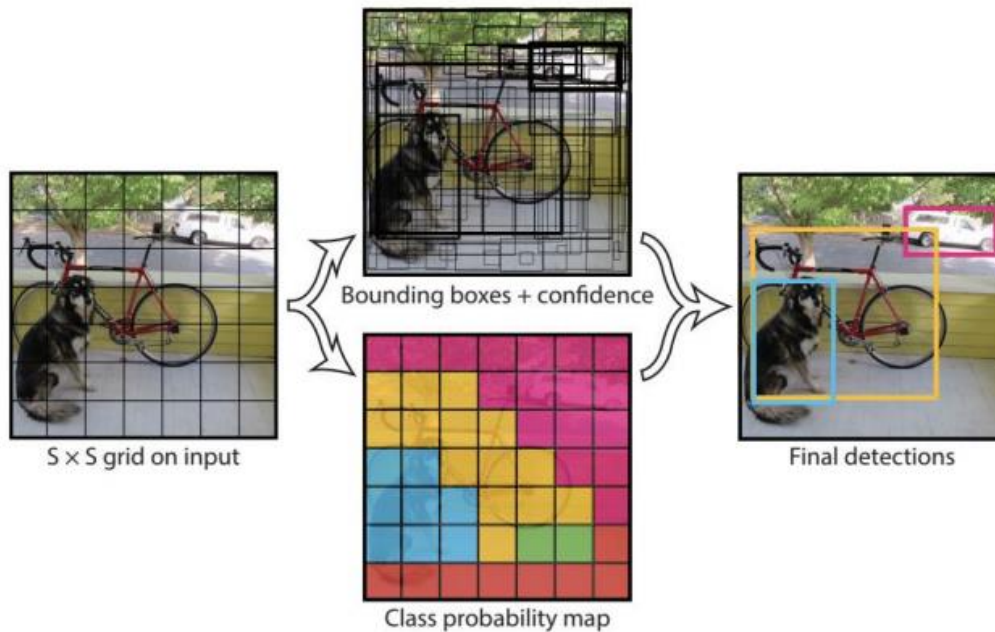 Bounding boxes + confidence
S × S grid on input
Final detections
Class probability map